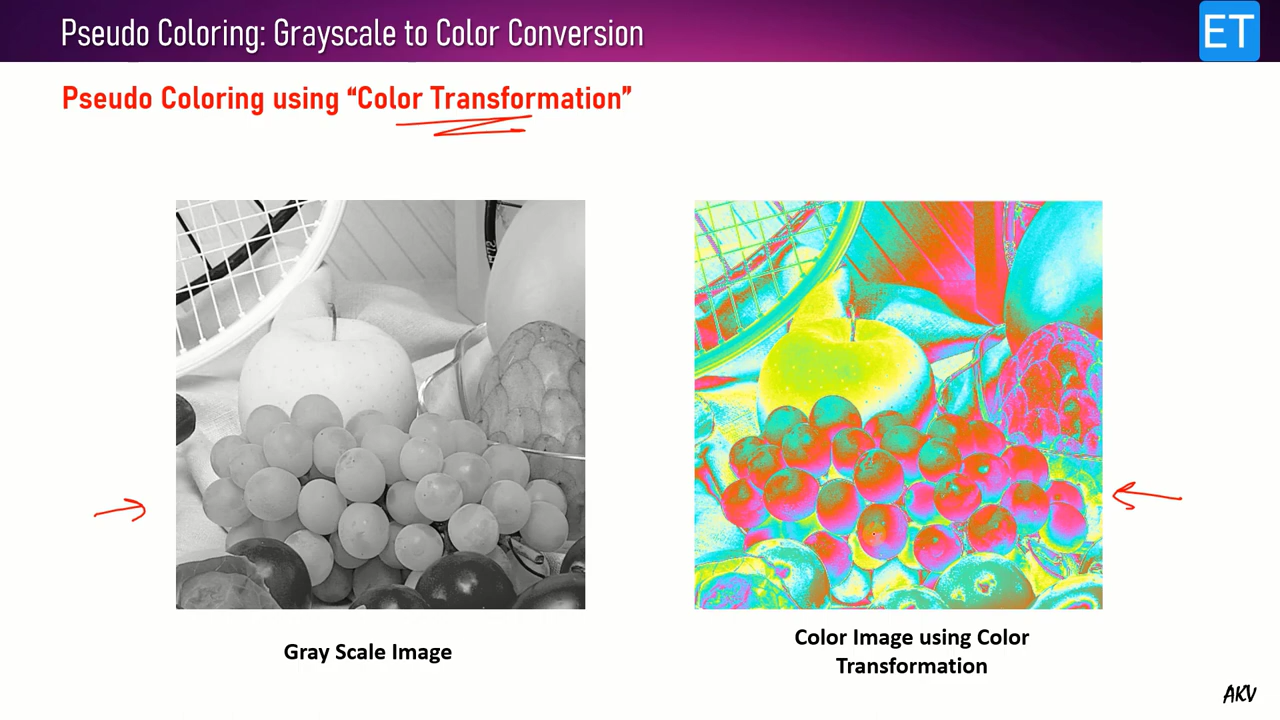 Pseudo Coloring: Grayscale to Color Conversion
ET
Pseudo Coloring using “Color Transformation”
Gray Scale Image
Color Image using Color
Transformation
AKV